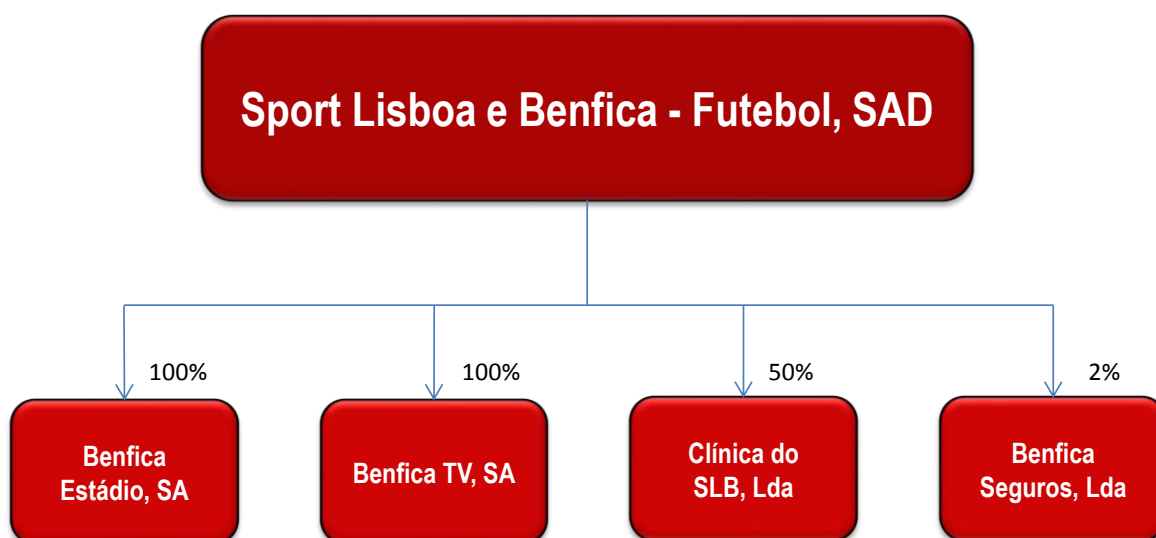 Sport Lisboa e Benfica - Futebol, SAD
100%
100%
50%
2%
Benfica
Estádio, SA
Benfica TV, SA
Clínica do
SLB, Lda
Benfica
Seguros, Lda